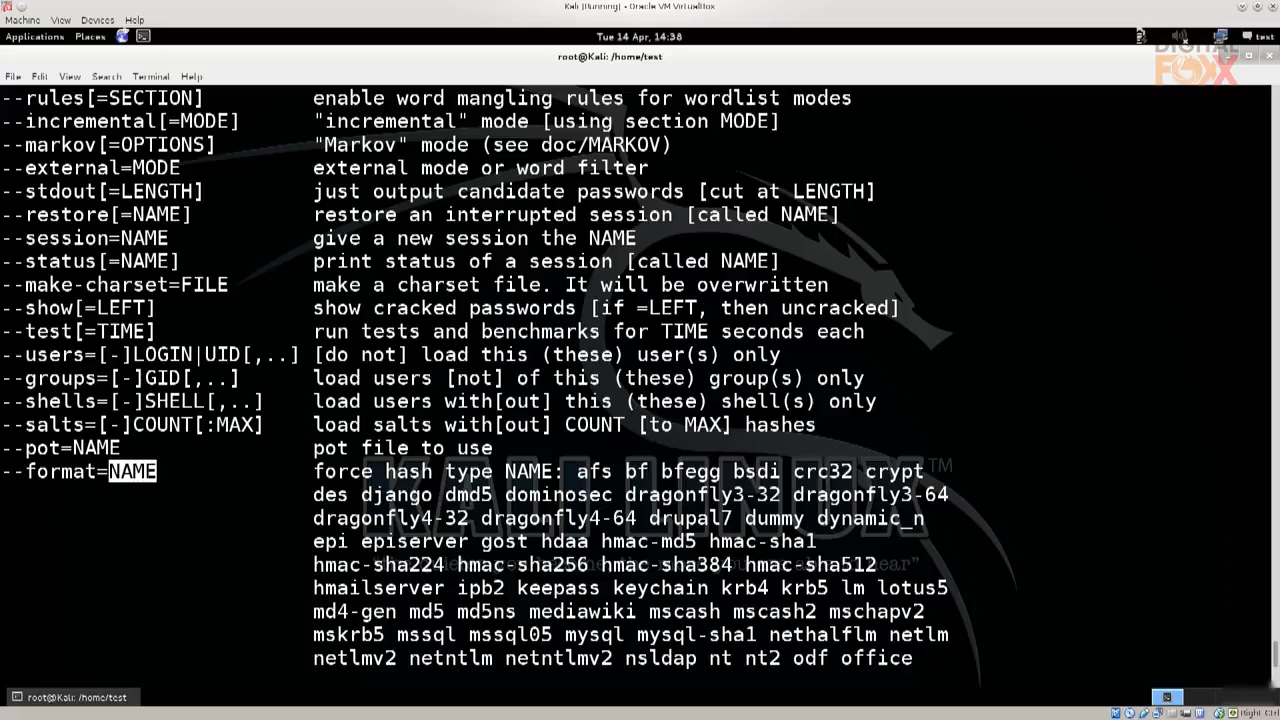 Kali [Running] - Oracle VM VirtualBox
Machine View Devices Help
Applications Places Tue 14 Apr, 14:38 text
DIGITAL
FOXX
root@Kali: /home/test
File Edit View Search Terminal Help
--rules[=SECTION] enable word mangling rules for wordlist modes
--incremental[=MODE] "incremental" mode [using section MODE]
--markov[=OPTIONS] "Markov" mode (see doc/MARKOV)
--external=MODE external mode or word filter
--stdout[=LENGTH] just output candidate passwords [cut at LENGTH]
--restore[=NAME] restore an interrupted session [called NAME]
--session=NAME give a new session the NAME
--status[=NAME] print status of a session [called NAME]
--make-charset=FILE make a charset file. It will be overwritten
--show[=LEFT] show cracked passwords [if =LEFT, then uncracked]
--test[=TIME] run tests and benchmarks for TIME seconds each
--users=[-]LOGIN|UID[,..] [do not] load this (these) user(s) only
--groups=[-]GID[,..] load users [not] of this (these) group(s) only
--shells=[-]SHELL[,..] load users with[out] this (these) shell(s) only
--salts=[-]COUNT[:MAX] load salts with[out] COUNT [to MAX] hashes
--pot=NAME pot file to use
--format=NAME force hash type NAME: afs bf bfegg bsdi crc32 crypt
des django dmd5 dominosec dragonfly3-32 dragonfly3-64
dragonfly4-32 dragonfly4-64 drupal7 dummy dynamic_n
epi episerver gost hdaa hmac-md5 hmac-sha1
hmac-sha224 hmac-sha256 hmac-sha384 hmac-sha512
hmailserver ipb2 keepass keychain krb4 krb5 lm lotus5
md4-gen md5 md5ns mediawiki mscash mscash2 mschapv2
mskrb5 mssql mssql05 mysql mysql-sha1 nethalflm netlm
netlmv2 netntlm netntlmv2 nsldap nt nt2 odf office
KALI LINUX™
root@Kali: /home/test
Right Ctrl